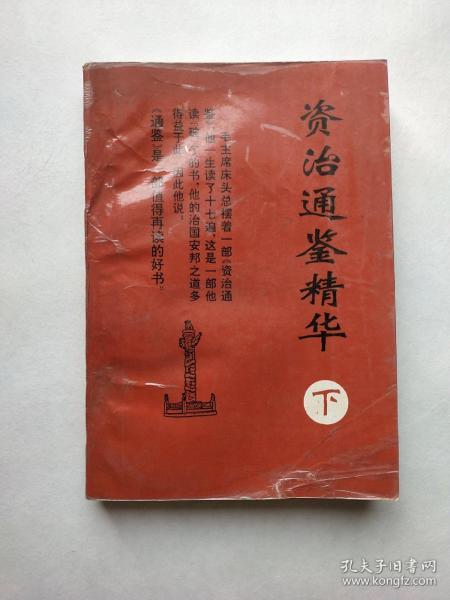 资治通鉴精华
下
毛主席床头总摆着一部《资治通
鉴》,他一生读了十七遍,这是一部他
读“破”了的书,他的治国安邦之道多
得益于此,因此他说:
《通鉴》是一部值得再读的好书”。
孔夫子旧书网
www.kongfz.com